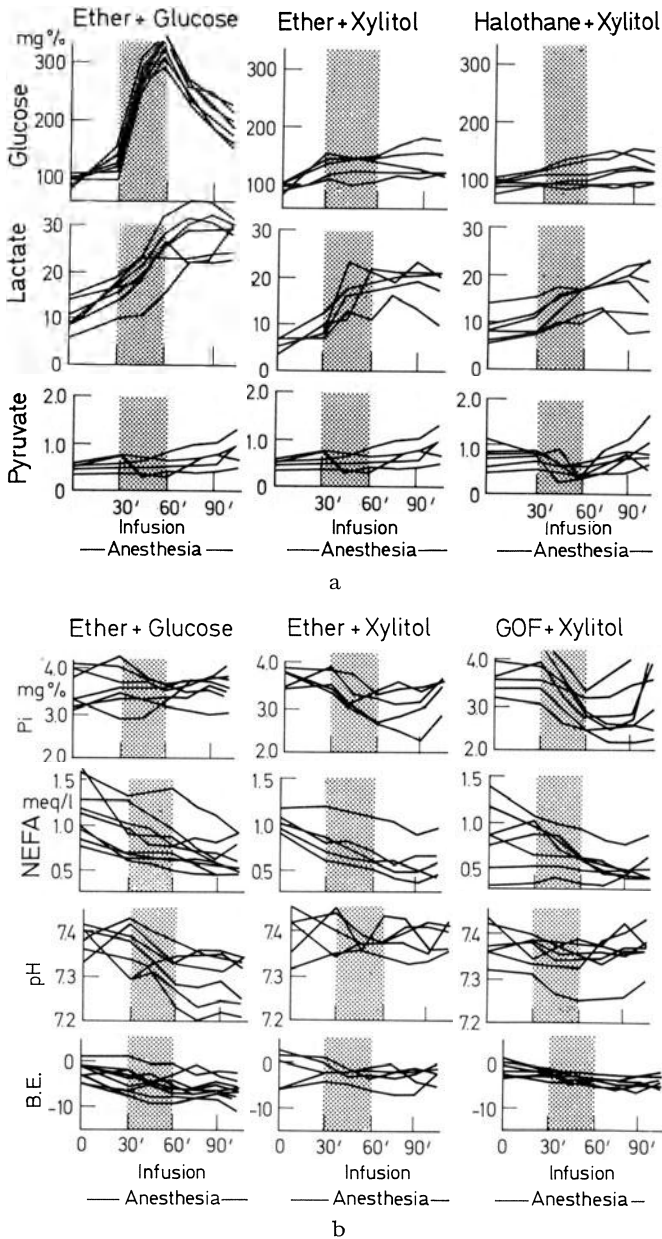 Ether + Glucose Ether + Xylitol Halothane + Xylitol
mg%
Glucose
300 300 300
200 200 200
100 100 100
Lactate
30 30 30
20 20 20
10 10 10
0 0 0
Pyruvate
2.0 2.0 2.0
1.0 1.0 1.0
0 0 0
30' 60' 90' 30' 60' 90' 30' 60' 90'
Infusion Infusion Infusion
Anesthesia Anesthesia Anesthesia
a
Ether + Glucose Ether + Xylitol GOF + Xylitol
4.0 4.0 4.0
mg%
Pi
3.0 3.0 3.0
2.0 2.0 2.0
1.5 1.5 1.5
meq/l
NEFA
1.0 1.0 1.0
0.5 0.5 0.5
pH
7.4 7.4 7.4
7.3 7.3 7.3
7.2 7.2 7.2
B.E.
0 0 0
-10 -10 -10
0 30' 60' 90' 0 30' 60' 90' 0 30' 60' 90'
Infusion Infusion Infusion
Anesthesia Anesthesia Anesthesia
b